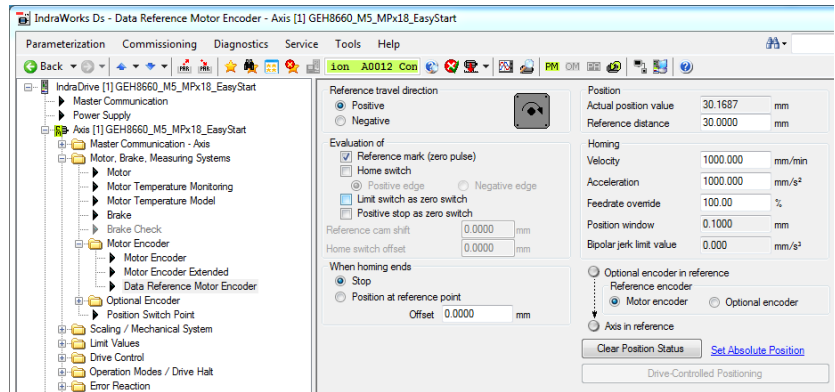 IndraWorks Ds - Data Reference Motor Encoder - Axis [1] GEH8660_M5_MPx18_EasyStart
Parameterization Commissioning Diagnostics Service Tools Help
Back PAR. PAR. ion A0012 Con PM OM
IndraDrive [1] GEH8660_M5_MPx18_EasyStart
Master Communication
Power Supply
Axis [1] GEH8660_M5_MPx18_EasyStart
Master Communication - Axis
Motor, Brake, Measuring Systems
Motor
Motor Temperature Monitoring
Motor Temperature Model
Brake
Brake Check
Motor Encoder
Motor Encoder
Motor Encoder Extended
Data Reference Motor Encoder
Optional Encoder
Position Switch Point
Scaling / Mechanical System
Limit Values
Drive Control
Operation Modes / Drive Halt
Error Reaction
Reference travel direction
Positive
Negative
Evaluation of
Reference mark (zero pulse)
Home switch
Positive edge Negative edge
Limit switch as zero switch
Positive stop as zero switch
Reference cam shift 0.0000 mm
Home switch offset 0.0000 mm
When homing ends
Stop
Position at reference point
Offset 0.0000 mm
Position
Actual position value 30.1687 mm
Reference distance 30.0000 mm
Homing
Velocity 1000.000 mm/min
Acceleration 1000.000 mm/s²
Feedrate override 100.00 %
Position window 0.1000 mm
Bipolar jerk limit value 0.000 mm/s³
Optional encoder in reference
Reference encoder
Motor encoder Optional encoder
Axis in reference
Clear Position Status Set Absolute Position
Drive-Controlled Positioning